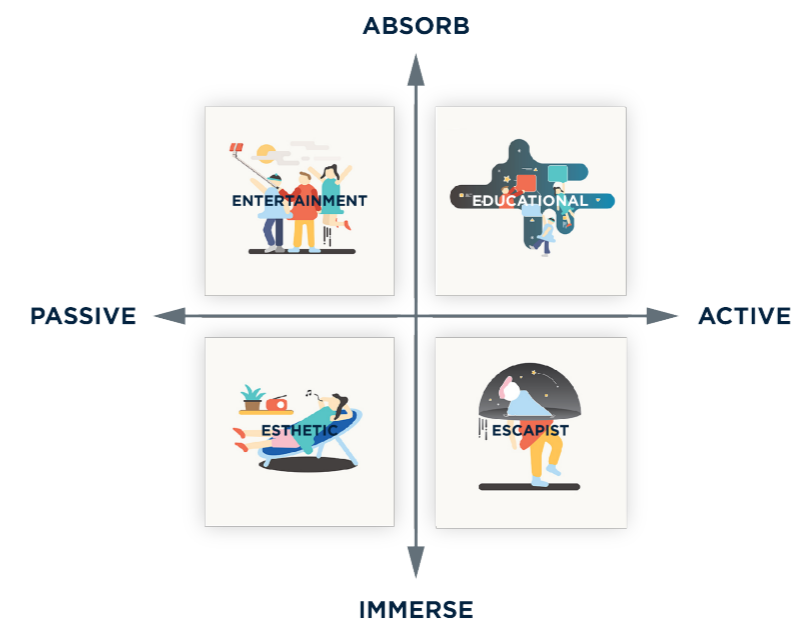 ABSORB
ENTERTAINMENT
EDUCATIONAL
PASSIVE
ACTIVE
ESTHETIC
ESCAPIST
IMMERSE